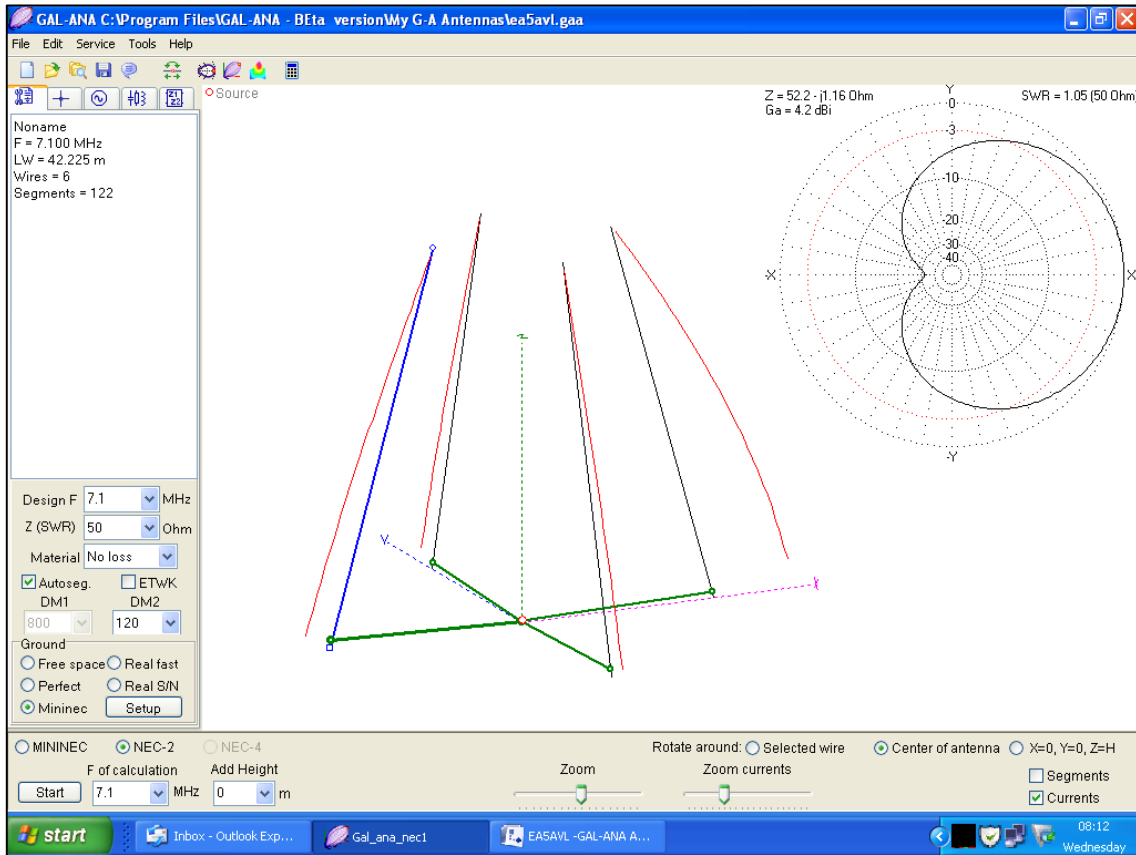 GAL-ANA C:\Program Files\GAL-ANA - BEta version\My G-A Antennas\ea5avl.gaa
File Edit Service Tools Help
Source
Z = 52.2 - j1.16 Ohm
SWR = 1.05 (50 Ohm)
Ga = 4.2 dBi
Y
0
-3
-10
-20
-30
-40
-X
X
-Y
Noname
F = 7.100 MHz
LW = 42.225 m
Wires = 6
Segments = 122
Z
Y
X
Design F 7.1 MHz
Z (SWR) 50 Ohm
Material No loss
Autoseg. ETWK
DM1 DM2
800 120
Ground
Free space Real fast
Perfect Real S/N
Mininec Setup
MININEC NEC-2 NEC-4
Rotate around: Selected wire Center of antenna X=0, Y=0, Z=H
F of calculation Add Height Zoom Zoom currents
Segments
Start 7.1 MHz 0 m
Currents
start Inbox - Outlook Exp... Gal_ana_nec1 EA5AVL -GAL-ANA A... 08:12
Wednesday